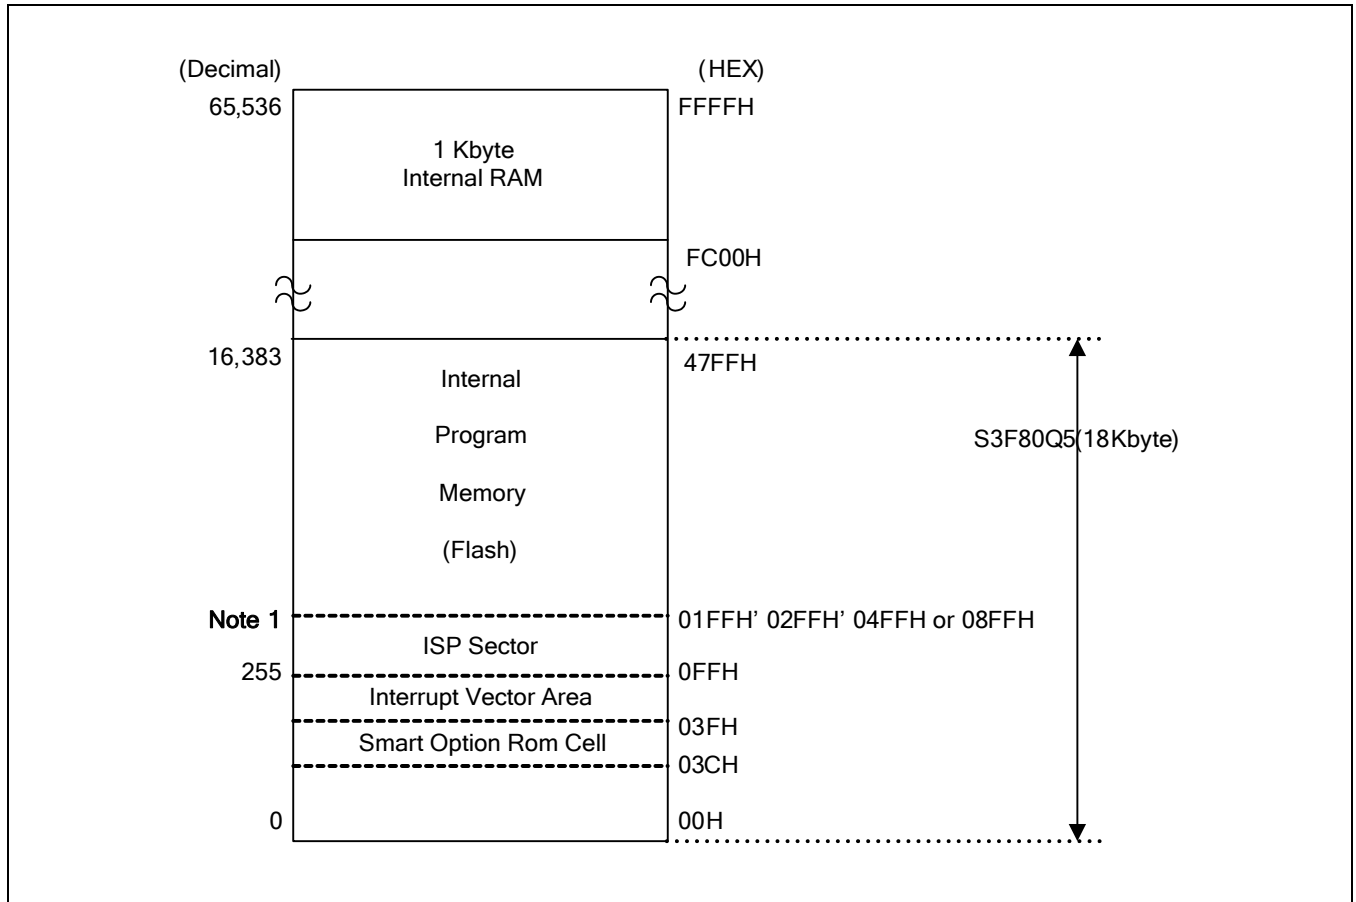 (Decimal) (HEX)
65,536 FFFFH
1 Kbyte
Internal RAM
FC00H
16,383 47FFH
Internal
Program
Memory
(Flash)
S3F80Q5(18Kbyte)
Note 1 01FFH' 02FFH' 04FFH or 08FFH
ISP Sector
255 0FFH
Interrupt Vector Area
03FH
Smart Option Rom Cell
03CH
0 00H